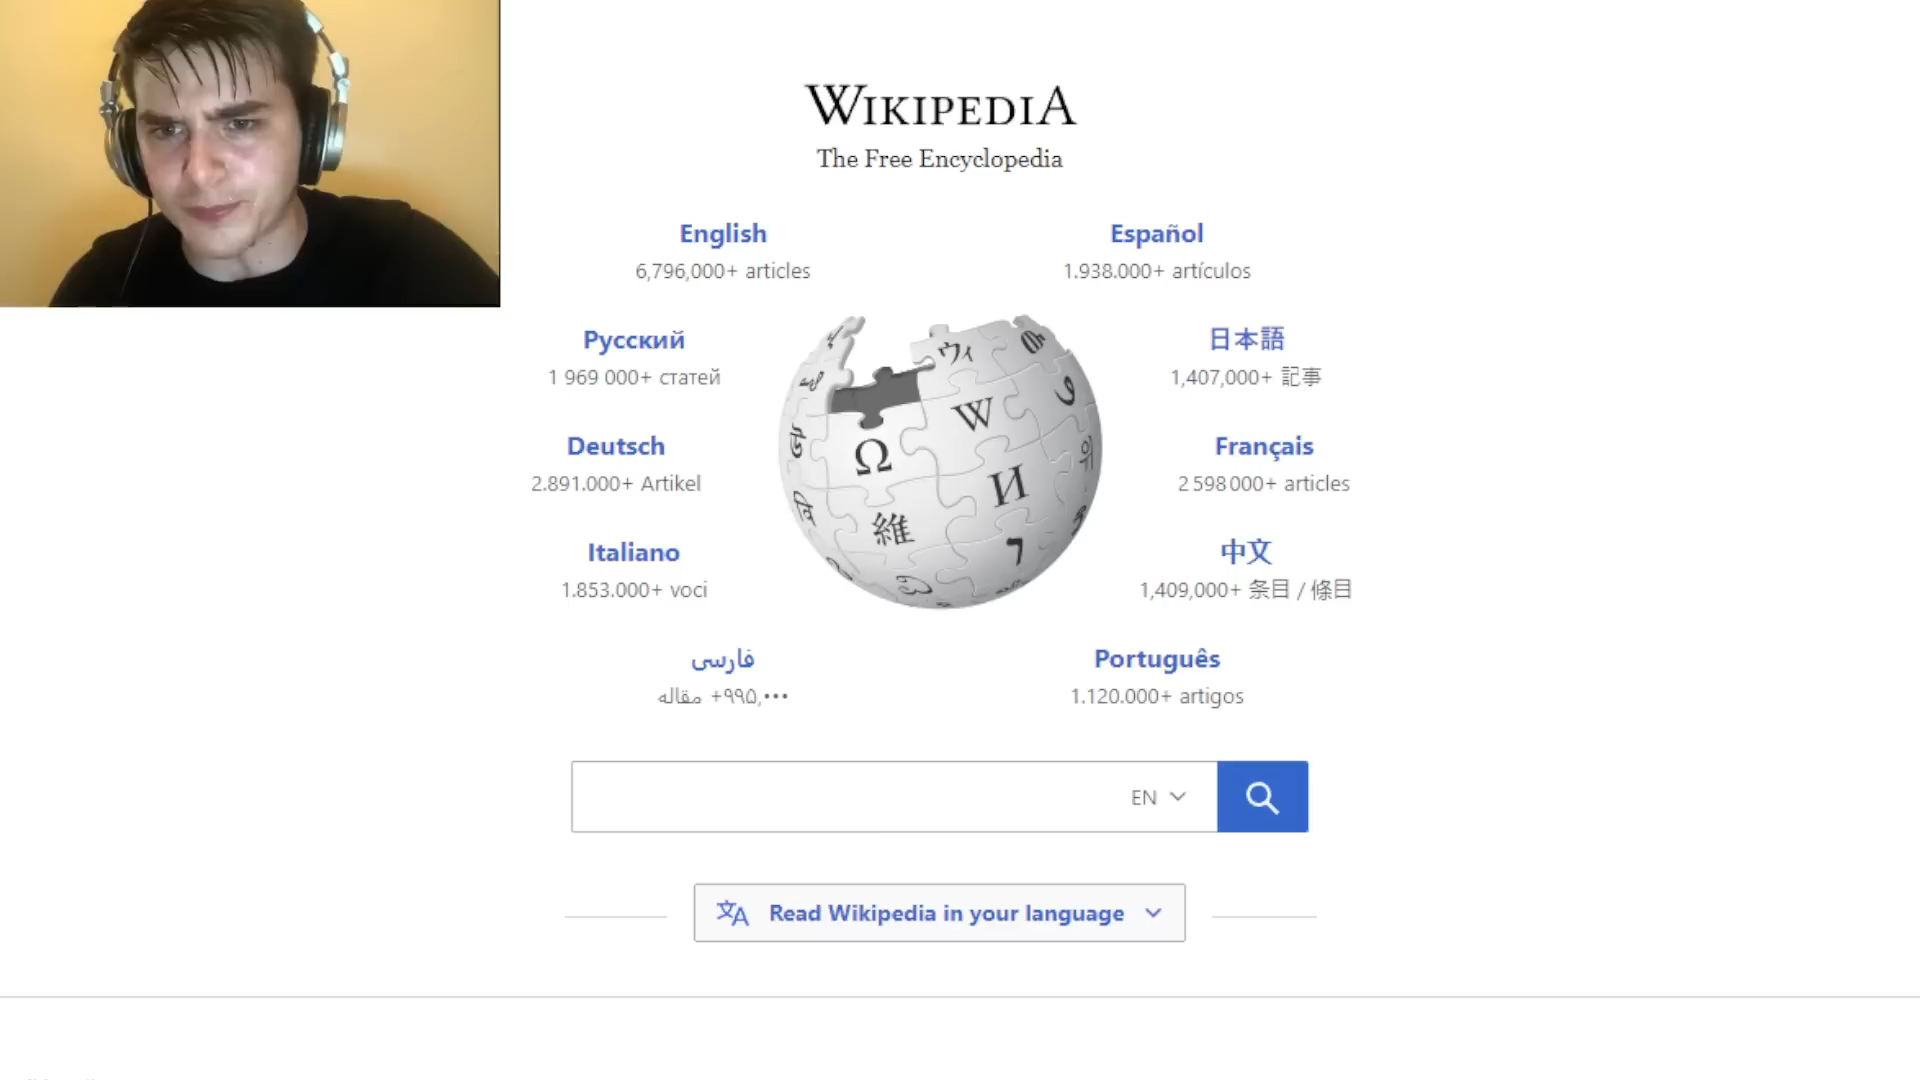 WIKIPEDIA
The Free Encyclopedia
English
6,796,000+ articles
Español
1.938.000+ artículos
Русский
1 969 000+ статей
日本語
1,407,000+ 記事
Deutsch
2.891.000+ Artikel
Français
2 598 000+ articles
Italiano
1.853.000+ voci
中文
1,409,000+ 条目 / 條目
فارسی
۹۹۵٬۰۰۰+ مقاله
Português
1.120.000+ artigos
Ω
W
И
維
ウィ
EN
Read Wikipedia in your language